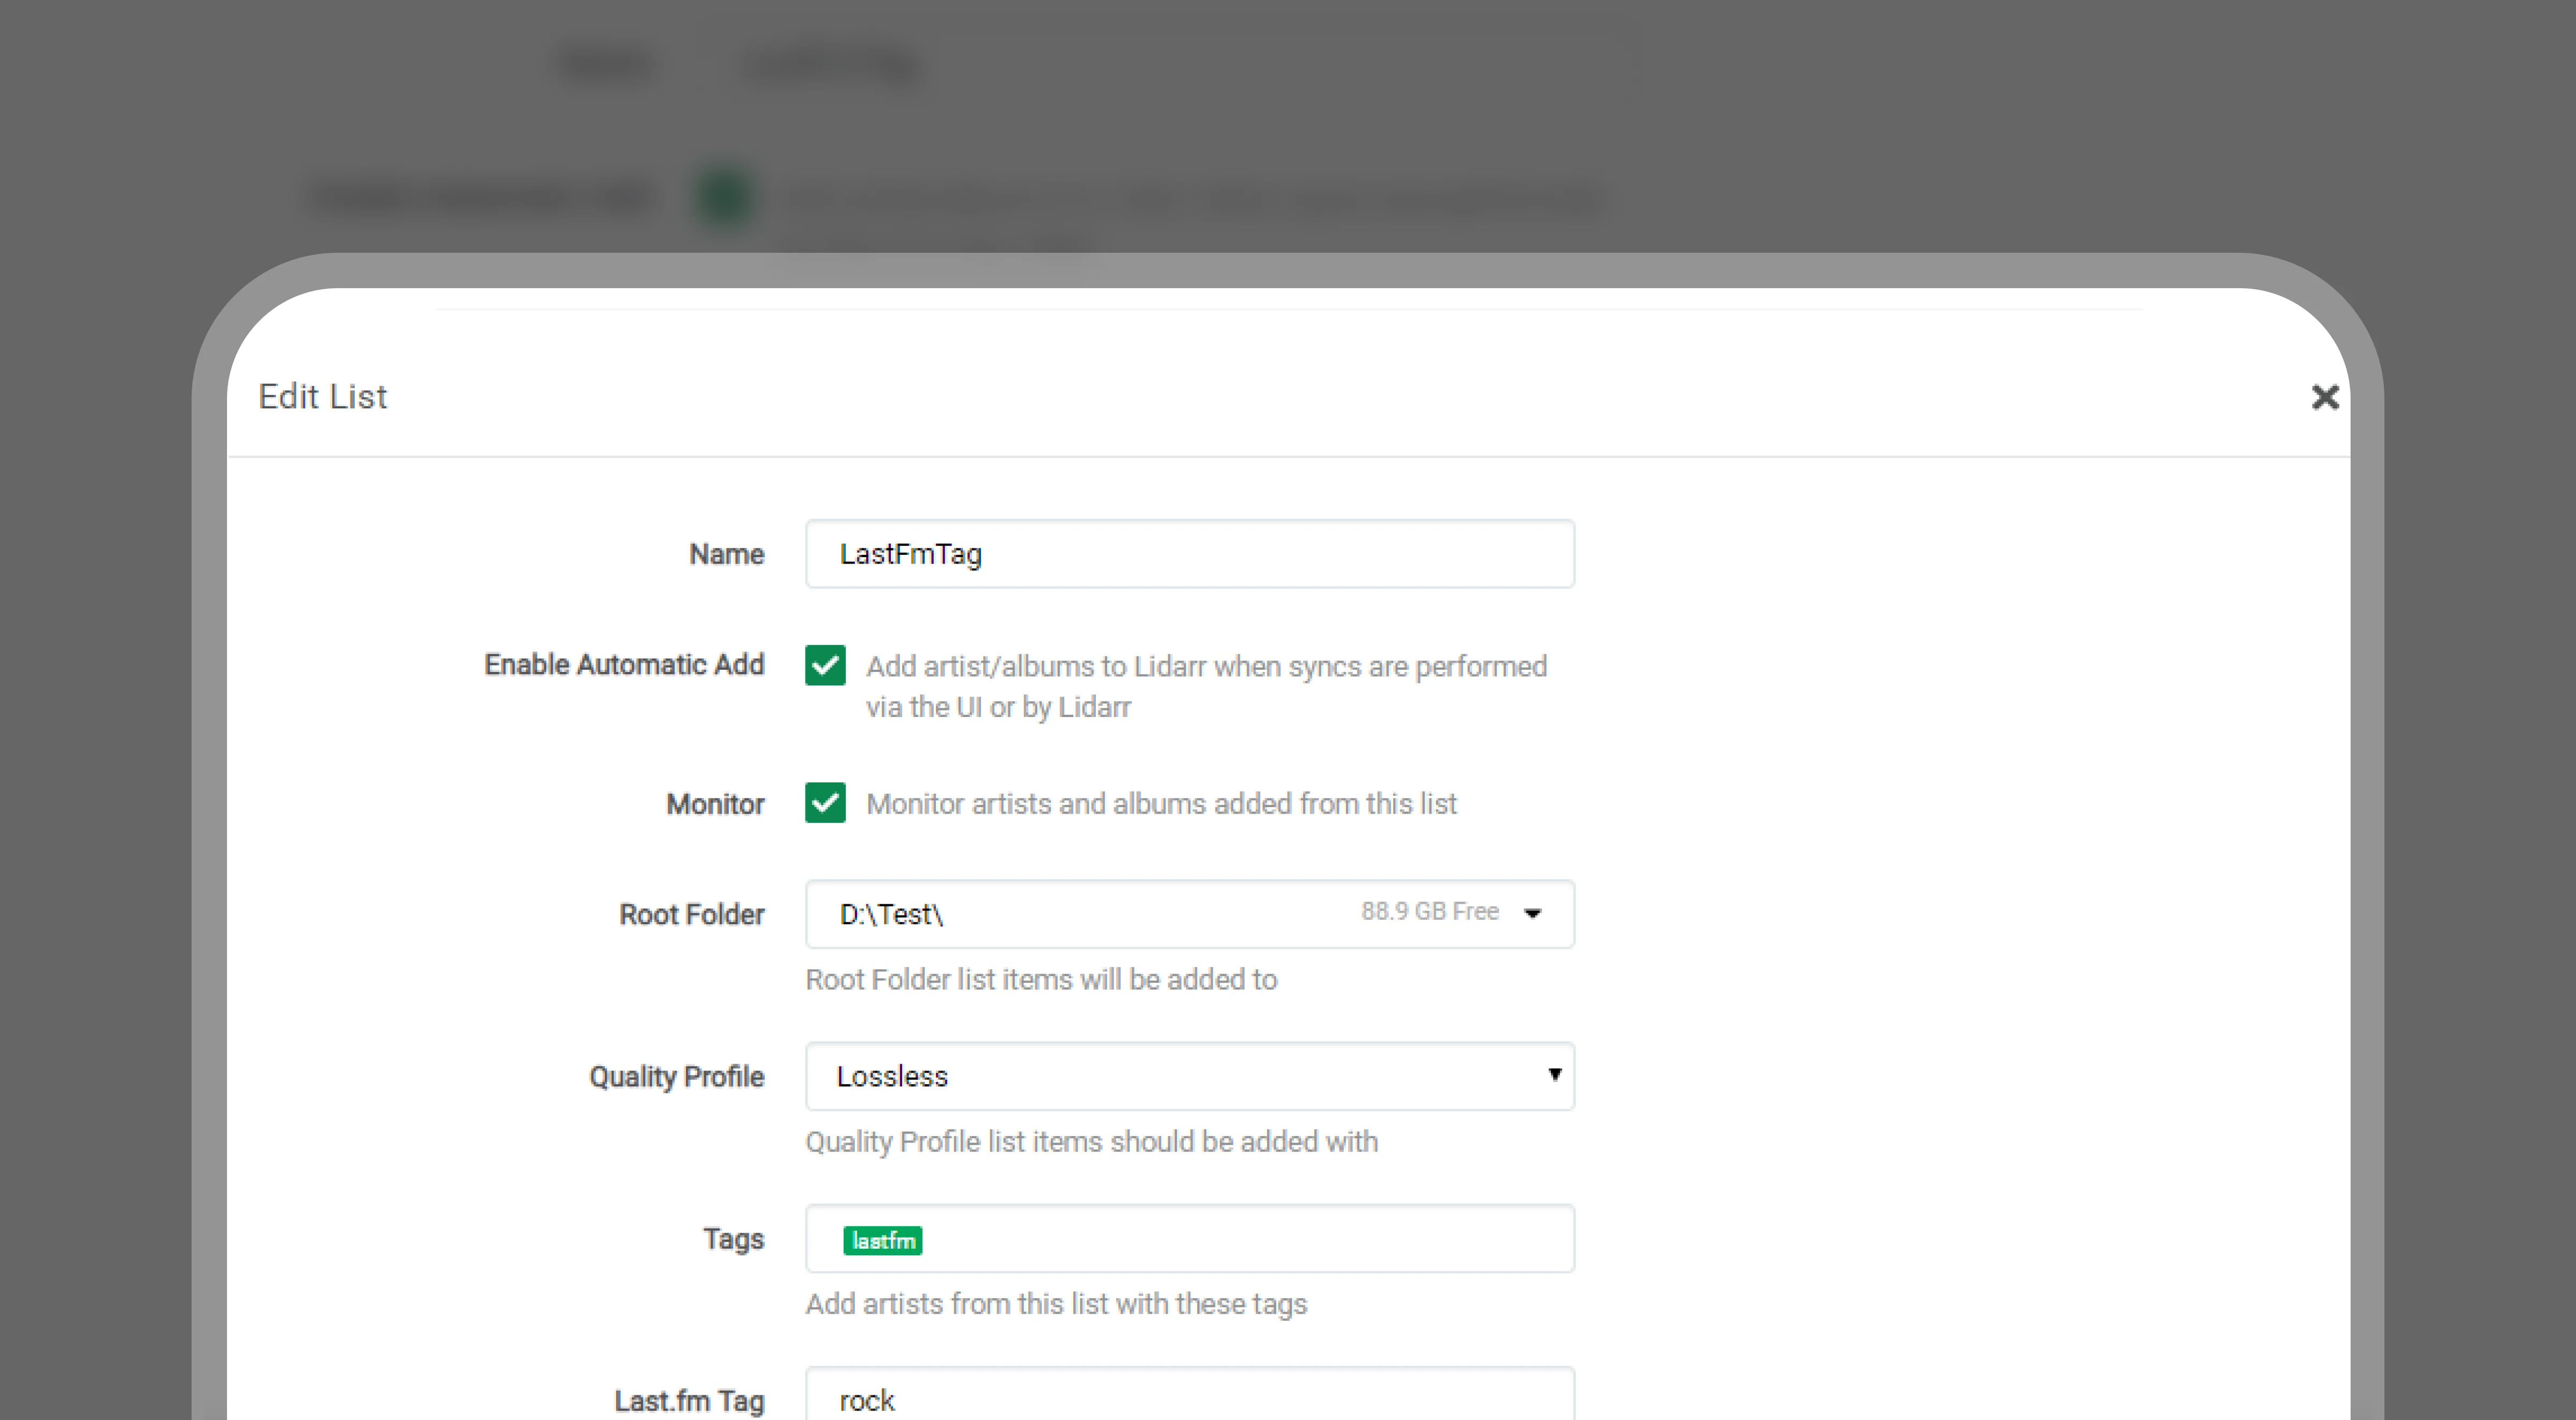 Edit List
Name
LastFmTag
Enable Automatic Add
Add artist/albums to Lidarr when syncs are performed
via the UI or by Lidarr
Monitor
Monitor artists and albums added from this list
Root Folder
D:\Test\
88.9 GB Free
Root Folder list items will be added to
Quality Profile
Lossless
Quality Profile list items should be added with
Tags
lastfm
Add artists from this list with these tags
Last.fm Tag
rock